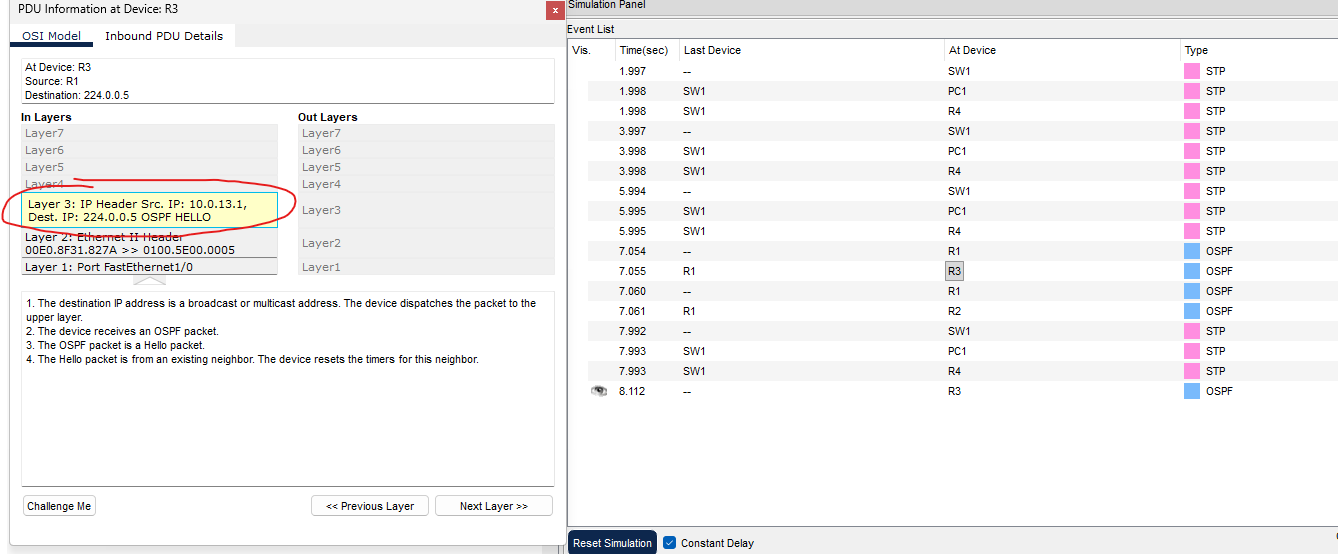 PDU Information at Device: R3
x
OSI Model Inbound PDU Details
At Device: R3
Source: R1
Destination: 224.0.0.5
In Layers
Layer7
Layer6
Layer5
Layer4
Layer 3: IP Header Src. IP: 10.0.13.1,
Dest. IP: 224.0.0.5 OSPF HELLO
Layer 2: Ethernet II Header
00E0.8F31.827A >> 0100.5E00.0005
Layer 1: Port FastEthernet1/0
Out Layers
Layer7
Layer6
Layer5
Layer4
Layer3
Layer2
Layer1
1. The destination IP address is a broadcast or multicast address. The device dispatches the packet to the
upper layer.
2. The device receives an OSPF packet.
3. The OSPF packet is a Hello packet.
4. The Hello packet is from an existing neighbor. The device resets the timers for this neighbor.
Challenge Me << Previous Layer Next Layer >>
Simulation Panel
Event List
Vis. Time(sec) Last Device At Device Type
1.997 -- SW1 STP
1.998 SW1 PC1 STP
1.998 SW1 R4 STP
3.997 -- SW1 STP
3.998 SW1 PC1 STP
3.998 SW1 R4 STP
5.994 -- SW1 STP
5.995 SW1 PC1 STP
5.995 SW1 R4 STP
7.054 -- R1 OSPF
7.055 R1 R3 OSPF
7.060 -- R1 OSPF
7.061 R1 R2 OSPF
7.992 -- SW1 STP
7.993 SW1 PC1 STP
7.993 SW1 R4 STP
8.112 -- R3 OSPF
Reset Simulation Constant Delay